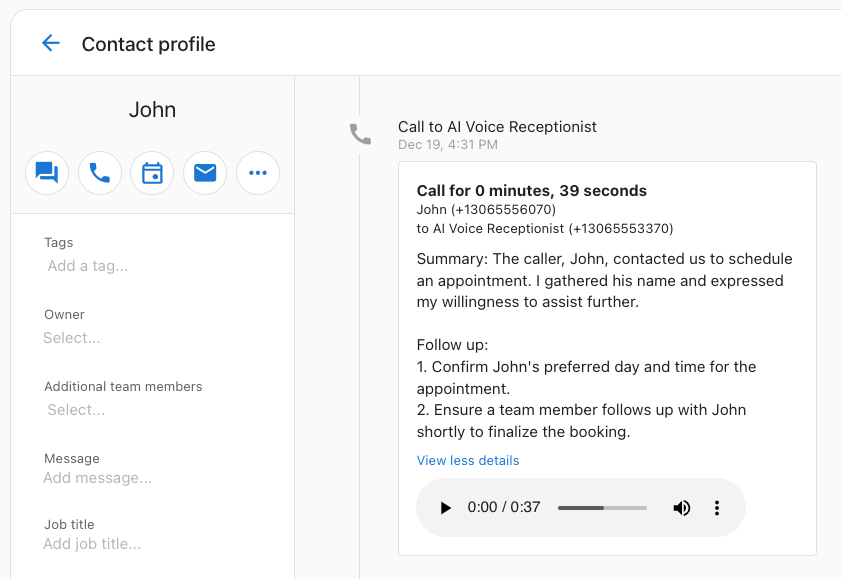 Contact profile
John
Tags
Add a tag...
Owner
Select...
Additional team members
Select...
Message
Add message...
Job title
Add job title...
Call to AI Voice Receptionist
Dec 19, 4:31 PM
Call for 0 minutes, 39 seconds
John (+13065556070)
to AI Voice Receptionist (+13065553370)
Summary: The caller, John, contacted us to schedule
an appointment. I gathered his name and expressed
my willingness to assist further.
Follow up:
1. Confirm John's preferred day and time for the
appointment.
2. Ensure a team member follows up with John
shortly to finalize the booking.
View less details
0:00 / 0:37